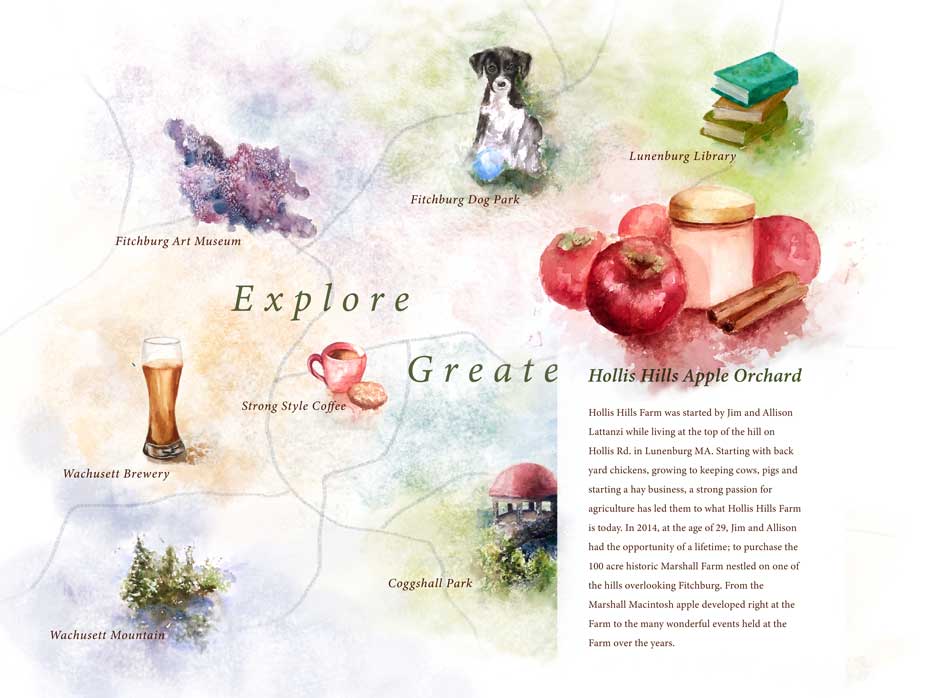 Lunenburg Library
Fitchburg Dog Park
Fitchburg Art Museum
Explore
Greate
Strong Style Coffee
Wachusett Brewery
Coggshall Park
Wachusett Mountain
Hollis Hills Apple Orchard
Hollis Hills Farm was started by Jim and Allison
Lattanzi while living at the top of the hill on
Hollis Rd. in Lunenburg MA. Starting with back
yard chickens, growing to keeping cows, pigs and
starting a hay business, a strong passion for
agriculture has led them to what Hollis Hills Farm
is today. In 2014, at the age of 29, Jim and Allison
had the opportunity of a lifetime; to purchase the
100 acre historic Marshall Farm nestled on one of
the hills overlooking Fitchburg. From the
Marshall Macintosh apple developed right at the
Farm to the many wonderful events held at the
Farm over the years.